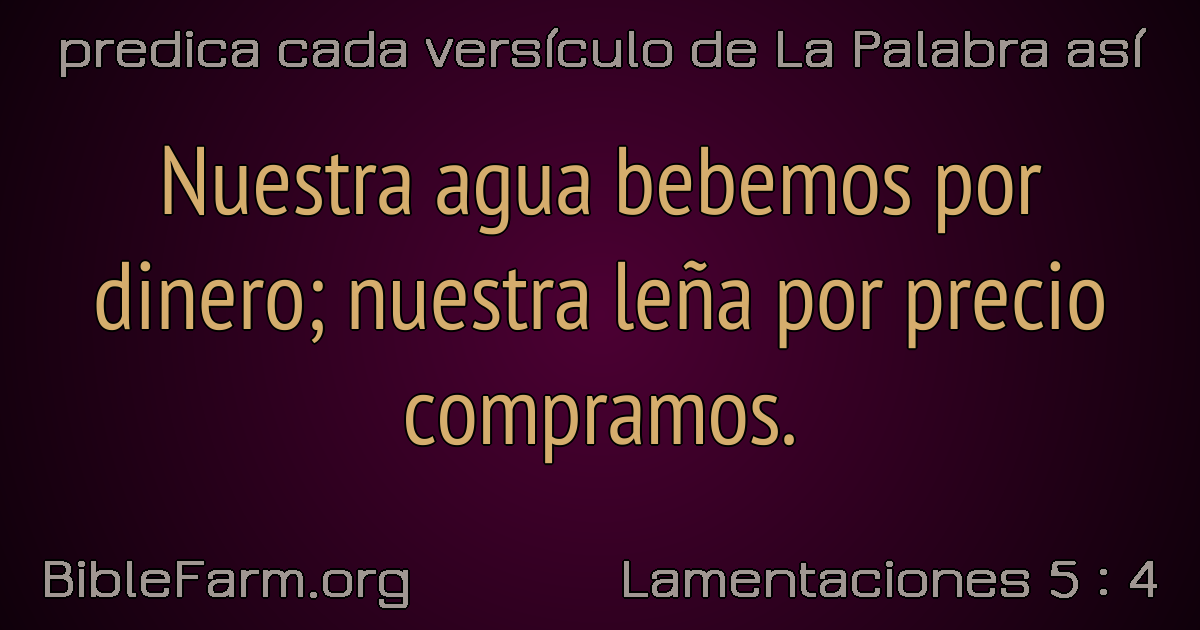 predica cada versículo de La Palabra así
Nuestra agua bebemos por
dinero; nuestra leña por precio
compramos.
BibleFarm.org
Lamentaciones 5 : 4